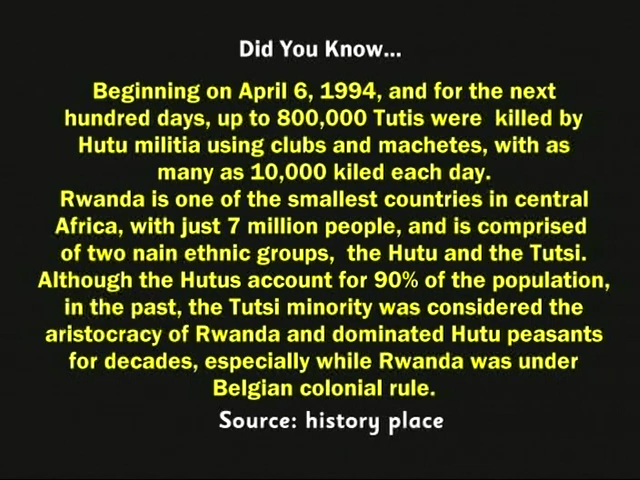 Did You Know...
Beginning on April 6, 1994, and for the next
hundred days, up to 800,000 Tutis were  killed by
Hutu militia using clubs and machetes, with as
many as 10,000 kiled each day.
Rwanda is one of the smallest countries in central
Africa, with just 7 million people, and is comprised
of two nain ethnic groups,  the Hutu and the Tutsi.
Although the Hutus account for 90% of the population,
in the past, the Tutsi minority was considered the
aristocracy of Rwanda and dominated Hutu peasants
for decades, especially while Rwanda was under
Belgian colonial rule.
Source: history place